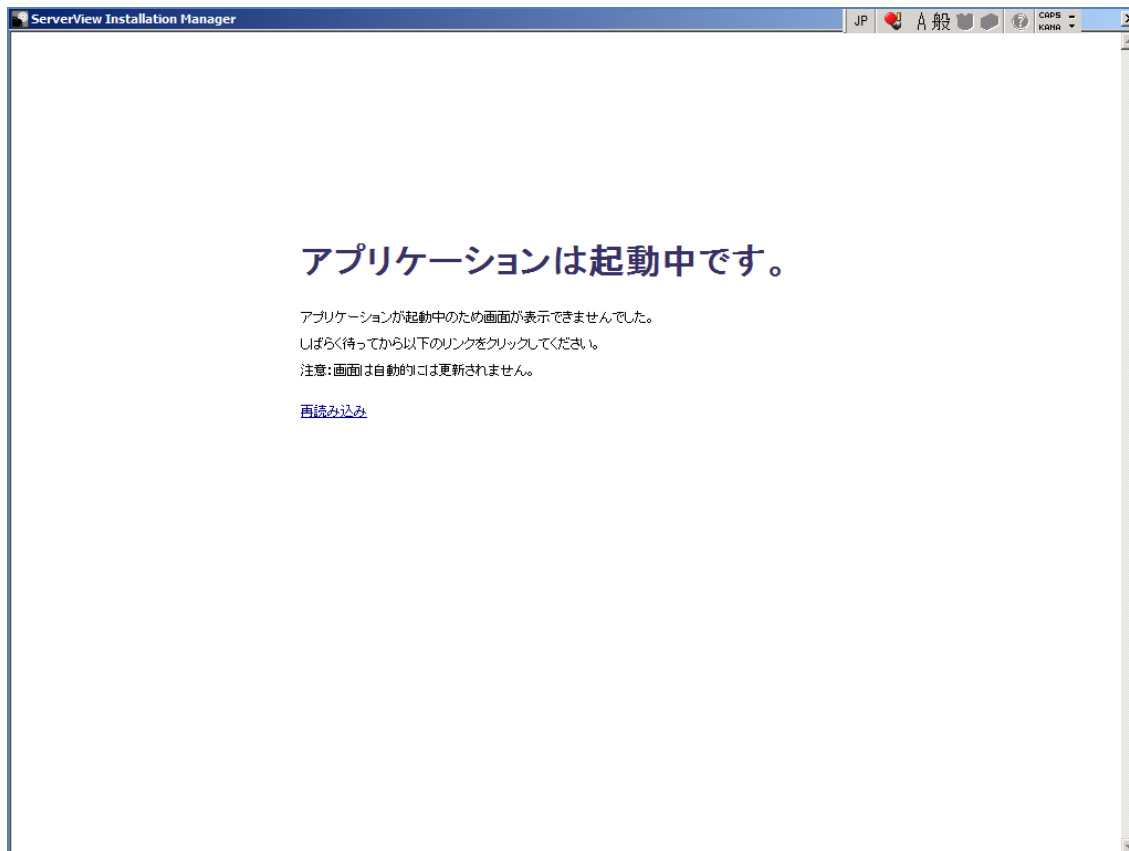 ServerView Installation Manager
JP A 般 CAPS KANA
アプリケーションは起動中です。
アプリケーションが起動中のため画面が表示できませんでした。
しばらく待ってから以下のリンクをクリックしてください。
注意:画面は自動的には更新されません。
再読み込み